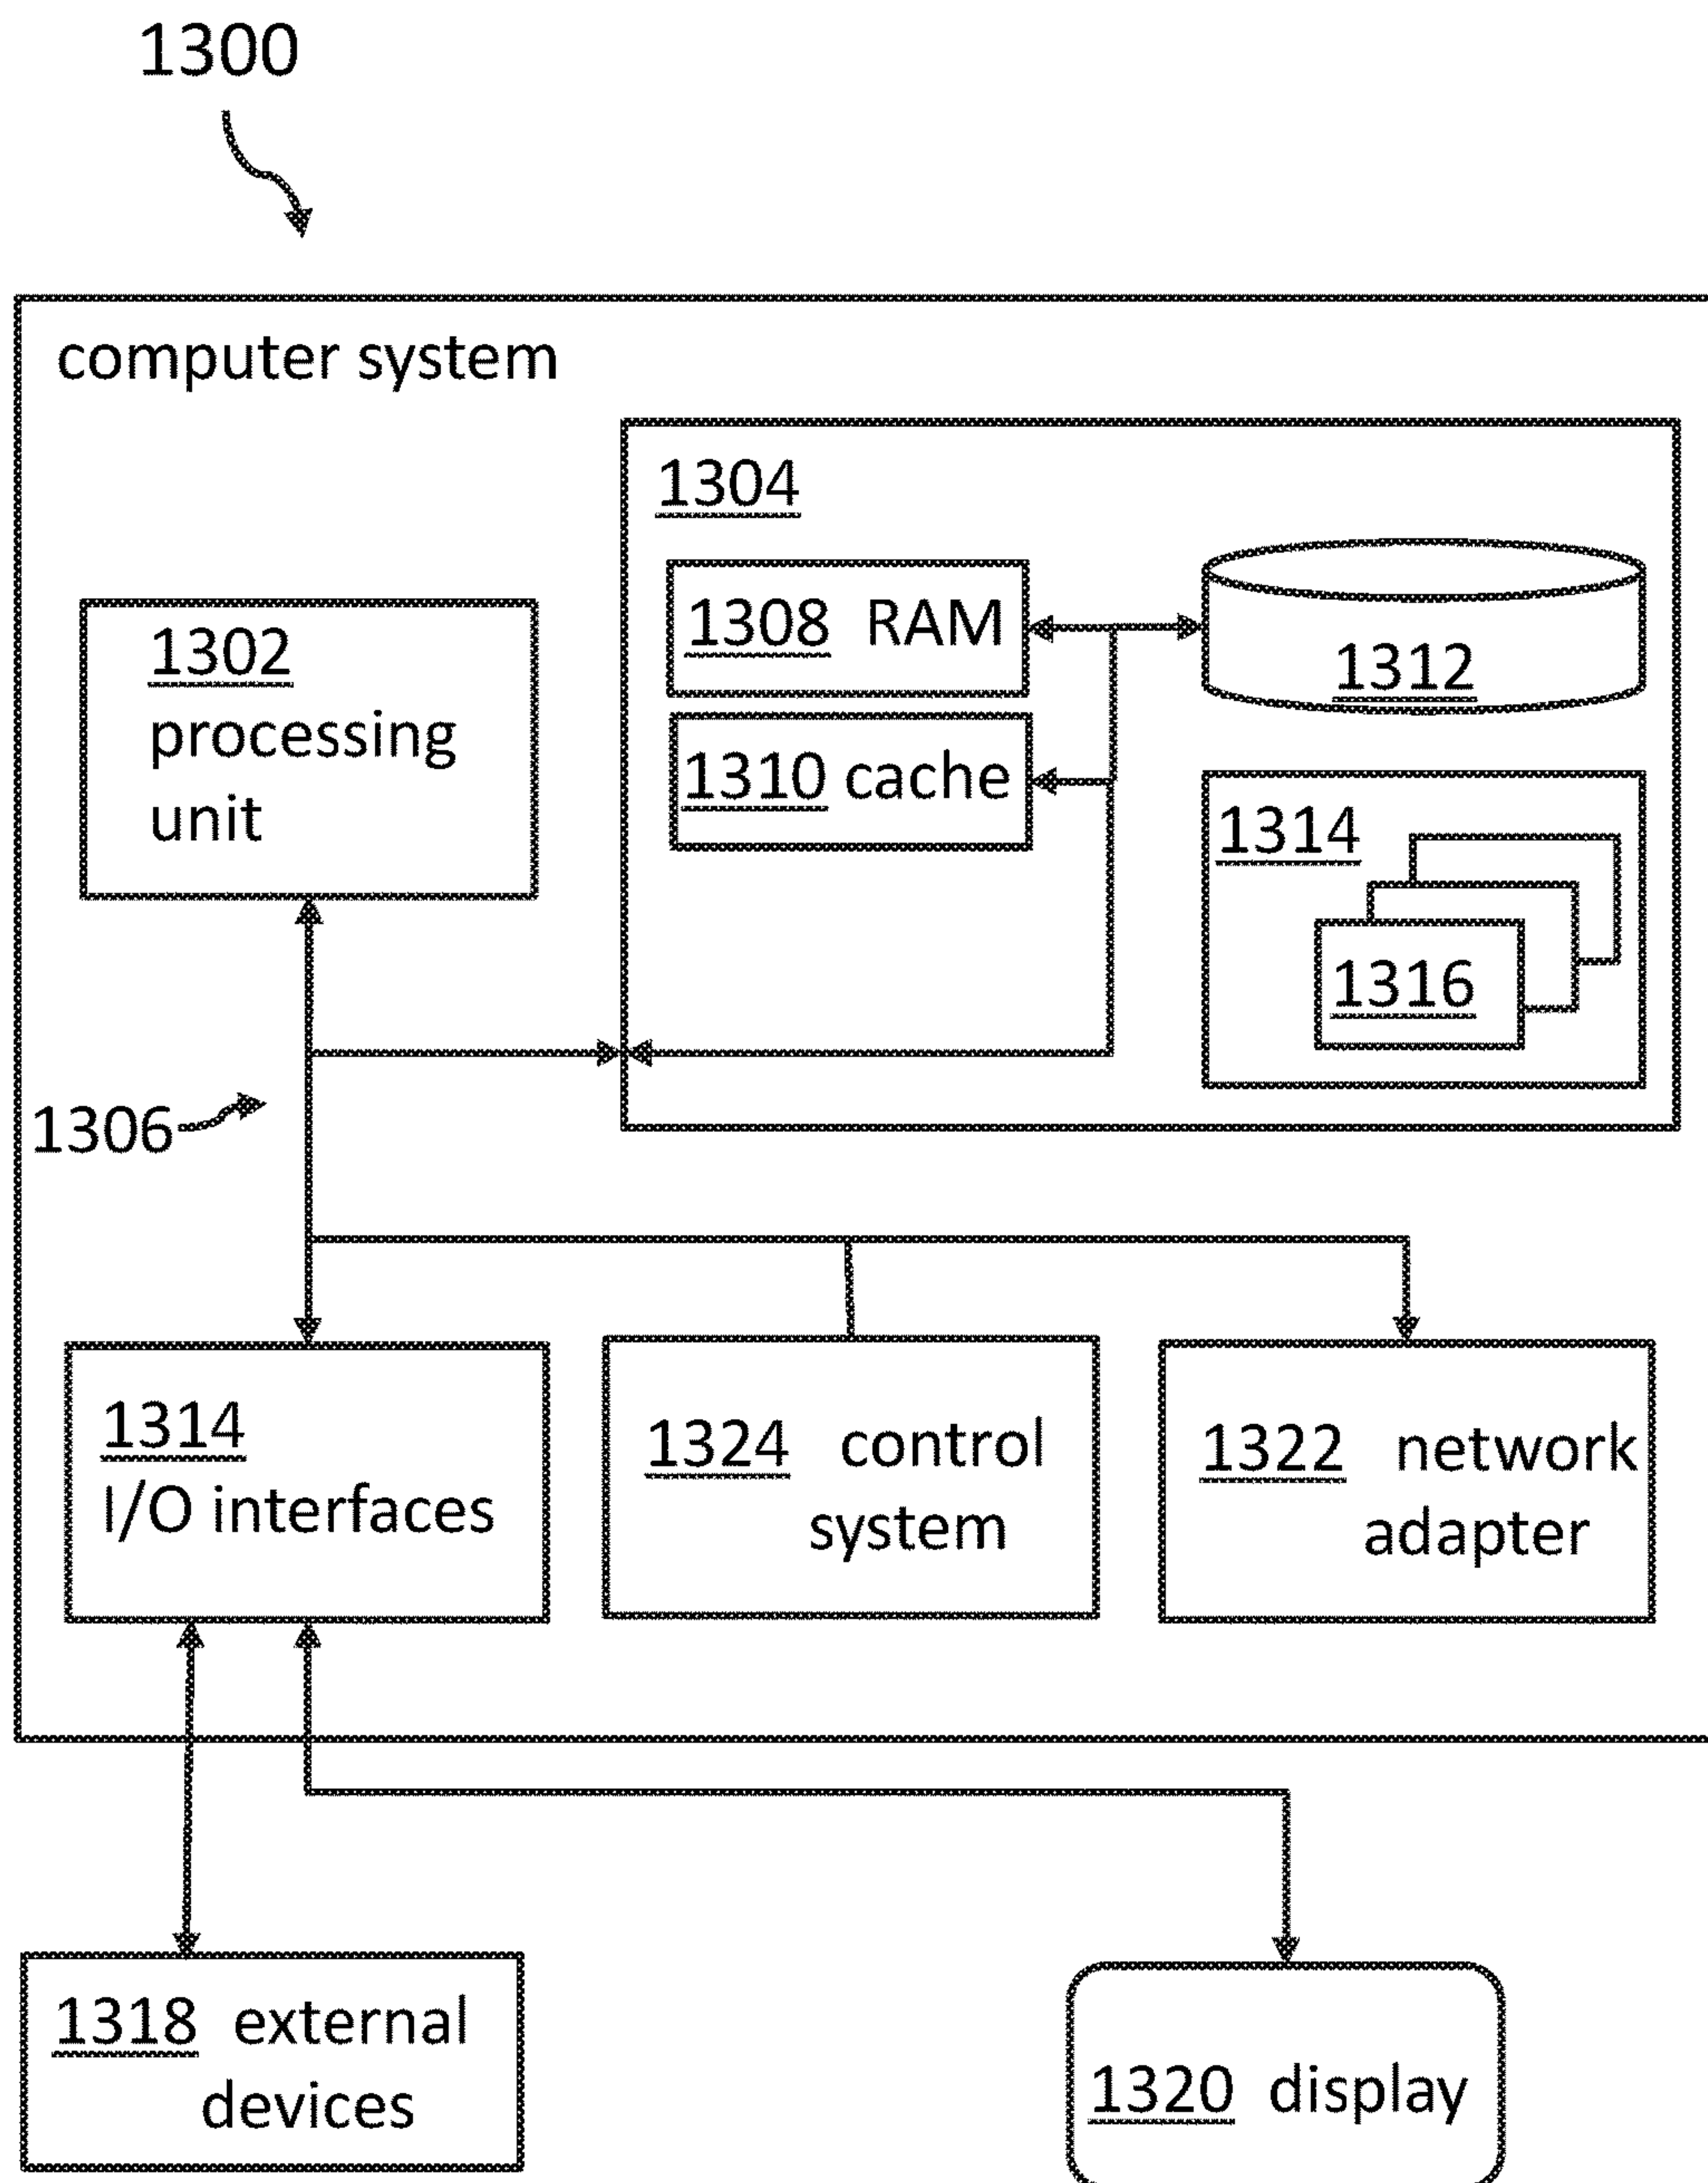 1300
computer system
1304
1308 RAM
1312
1302
processing
unit
1310 cache
1314
1316
1306
1314
I/O interfaces
1324 control
system
1322 network
adapter
1318 external
devices
1320 display